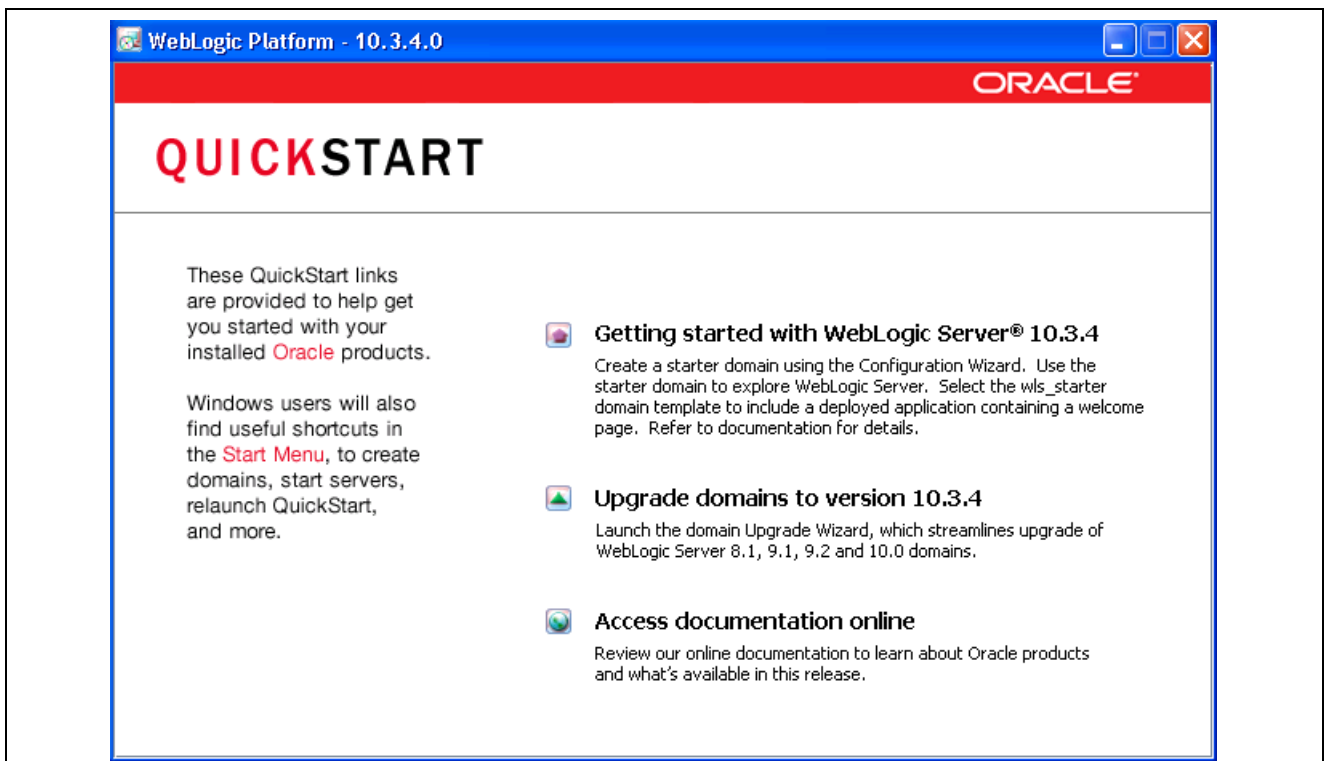 WebLogic Platform - 10.3.4.0
ORACLE®
QUICKSTART
These QuickStart links
are provided to help get
you started with your
installed Oracle products.
Windows users will also
find useful shortcuts in
the Start Menu, to create
domains, start servers,
relaunch QuickStart,
and more.
Getting started with WebLogic Server® 10.3.4
Create a starter domain using the Configuration Wizard.  Use the
starter domain to explore WebLogic Server.  Select the wls_starter
domain template to include a deployed application containing a welcome
page.  Refer to documentation for details.
Upgrade domains to version 10.3.4
Launch the domain Upgrade Wizard, which streamlines upgrade of
WebLogic Server 8.1, 9.1, 9.2 and 10.0 domains.
Access documentation online
Review our online documentation to learn about Oracle products
and what's available in this release.